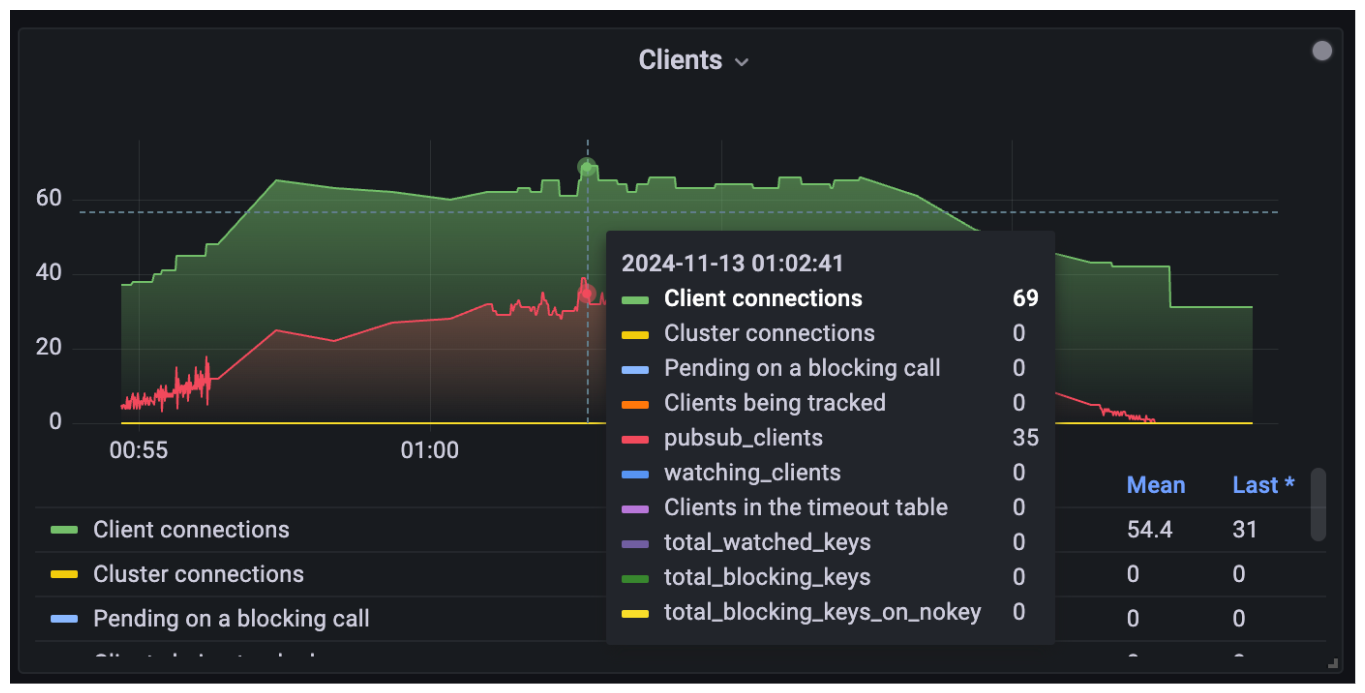 Clients
60
40
20
0
00:55
01:00
2024-11-13 01:02:41
Client connections 69
Cluster connections 0
Pending on a blocking call 0
Clients being tracked 0
pubsub_clients 35
watching_clients 0
Clients in the timeout table 0
total_watched_keys 0
total_blocking_keys 0
total_blocking_keys_on_nokey 0
Mean Last *
Client connections 54.4 31
Cluster connections 0 0
Pending on a blocking call 0 0